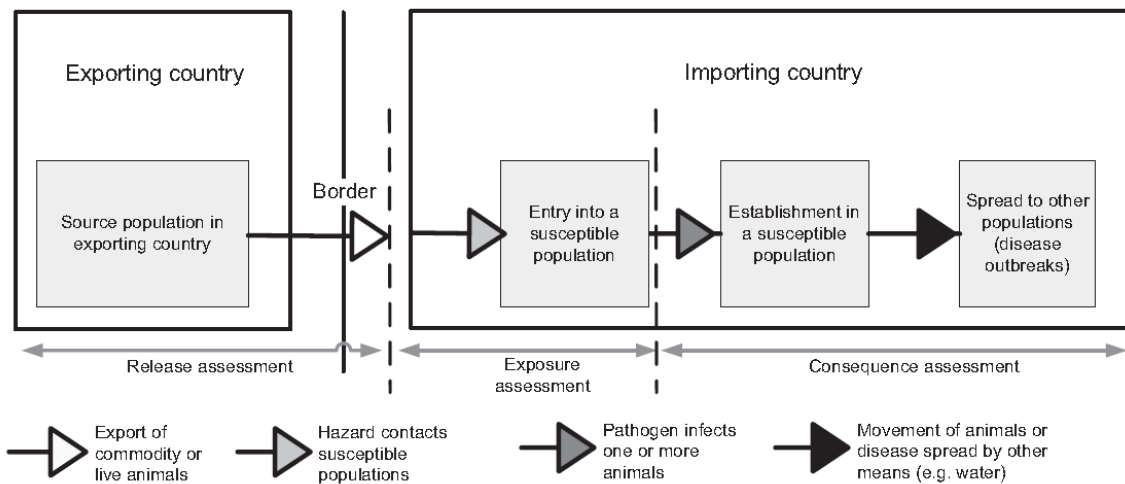 Exporting country
Importing country
Border
Source population in
exporting country
Entry into a
susceptible
population
Establishment in
a susceptible
population
Spread to other
populations
(disease
outbreaks)
Release assessment
Exposure
assessment
Consequence assessment
Export of
commodity or
live animals
Hazard contacts
susceptible
populations
Pathogen infects
one or more
animals
Movement of animals or
disease spread by other
means (e.g. water)